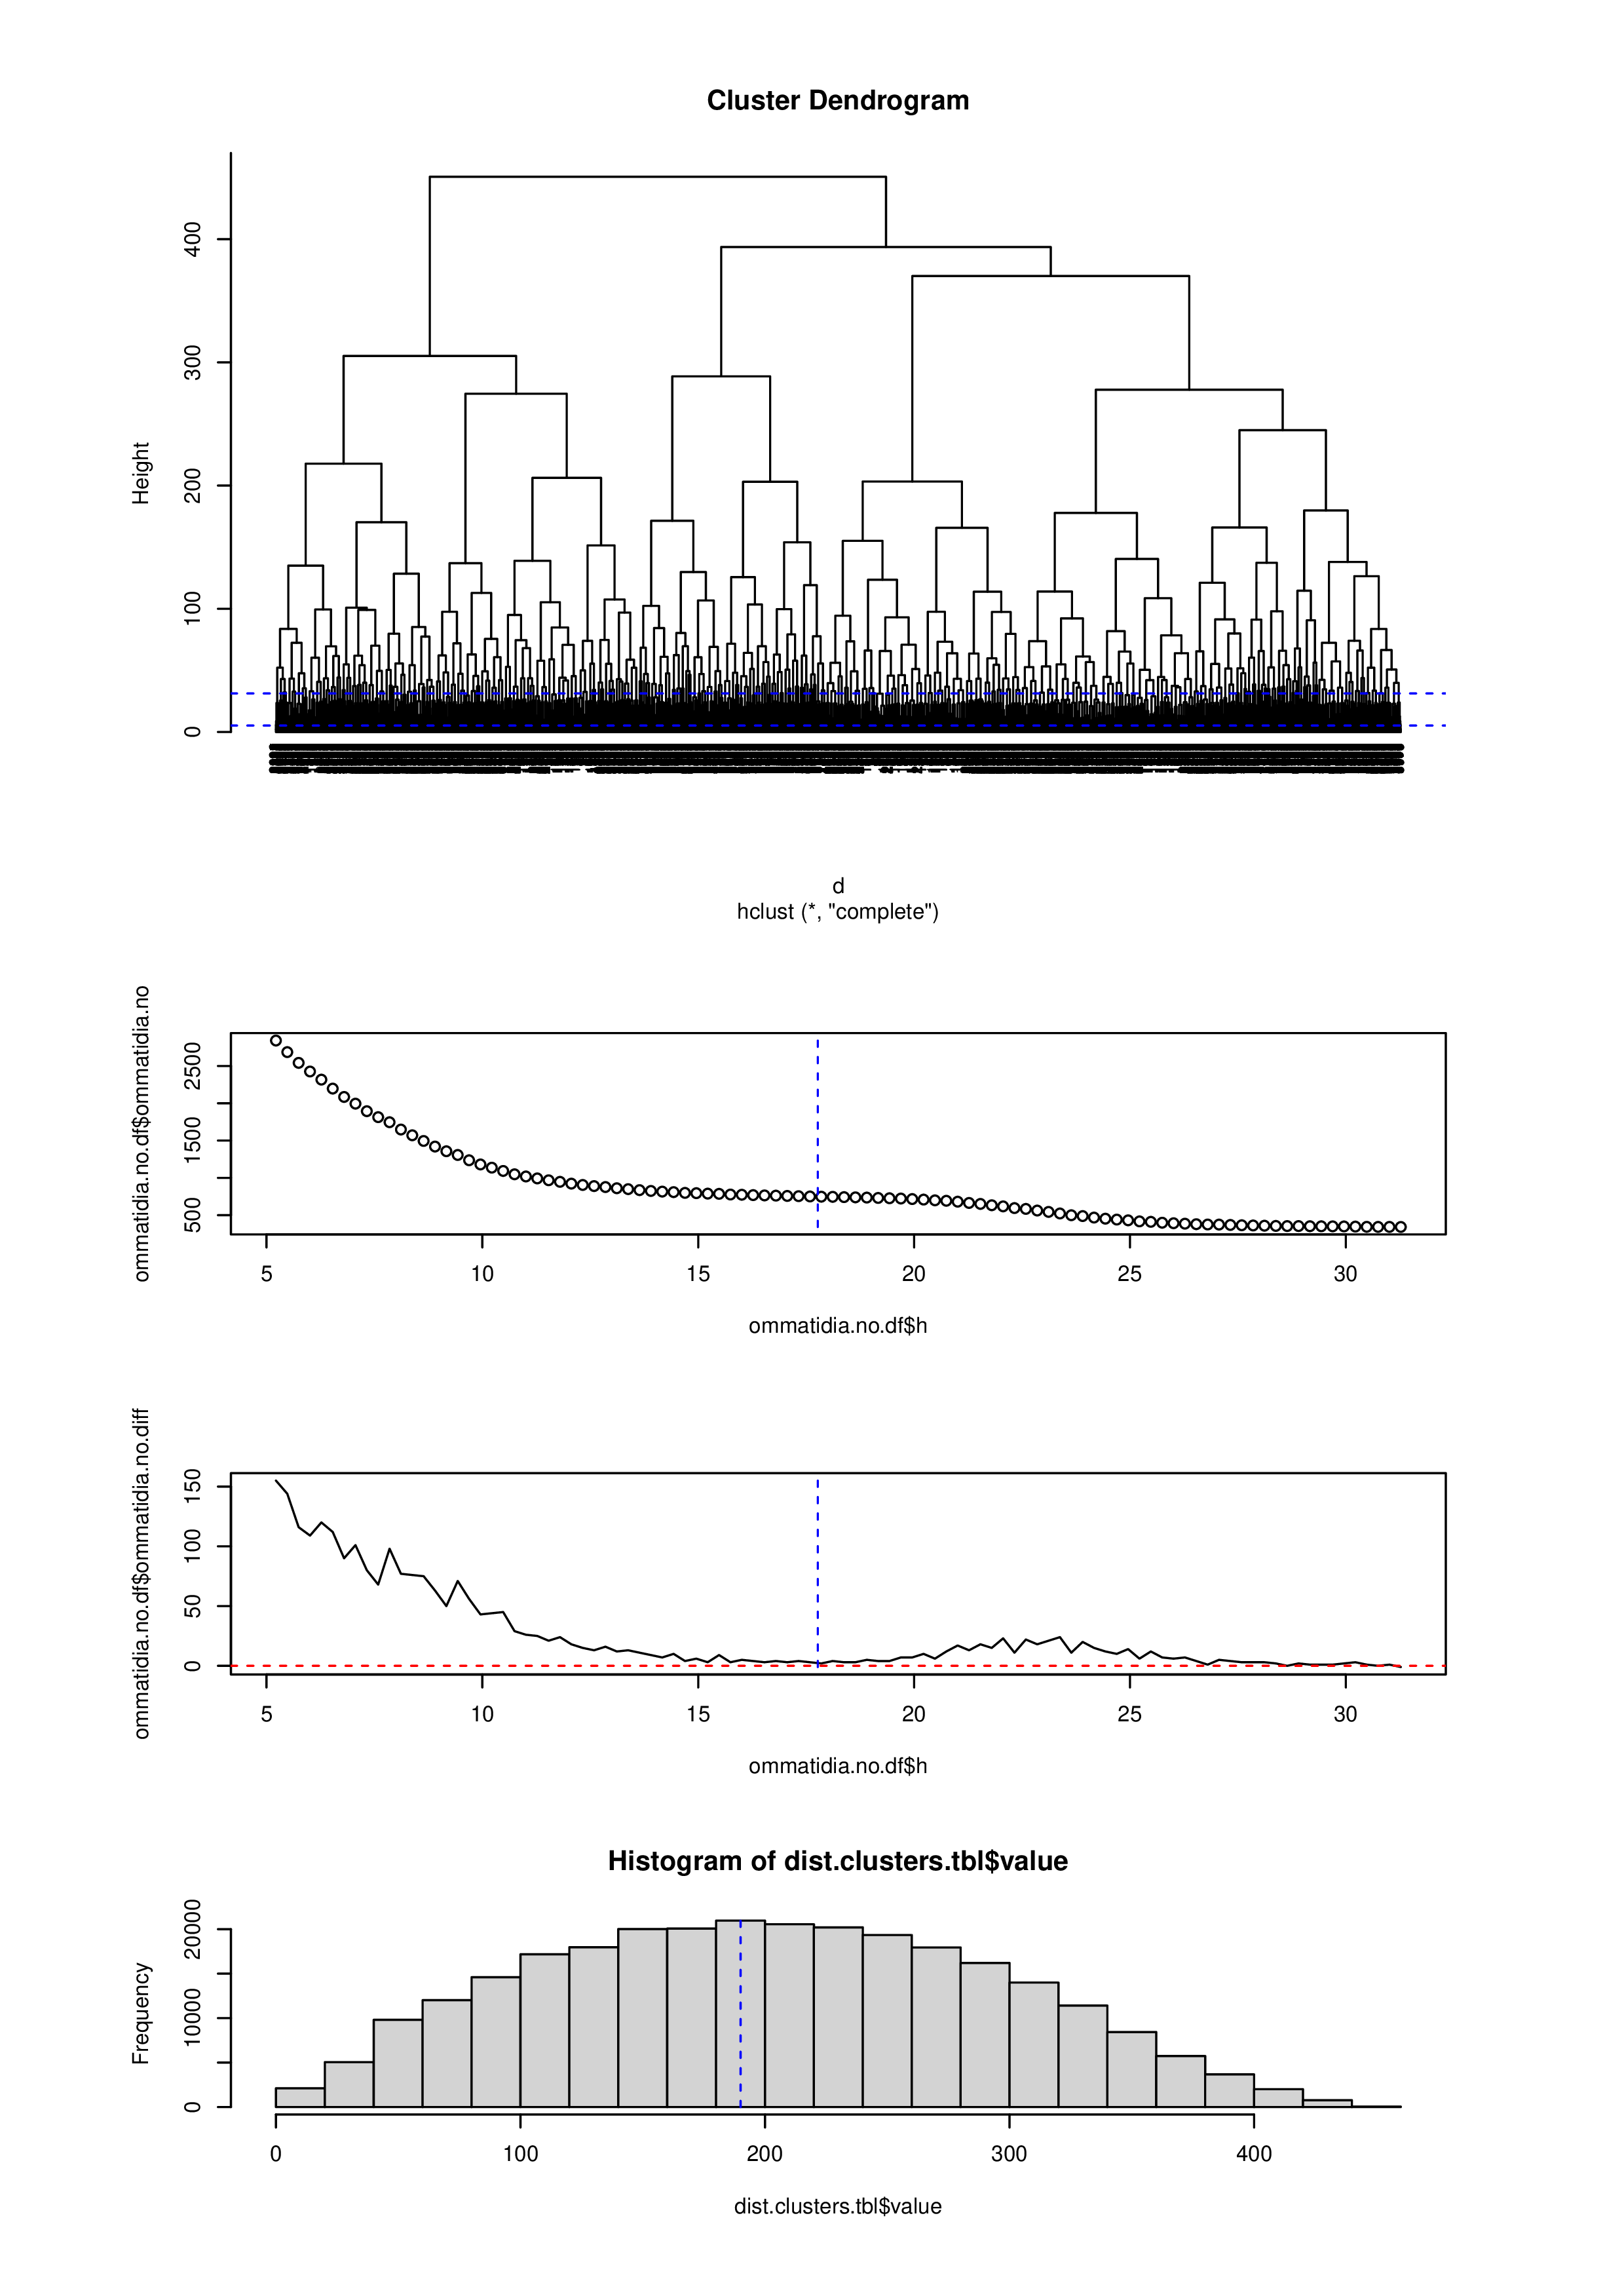 Cluster Dendrogram
Height
0 100 200 300 400
d
hclust (*, "complete")
ommatidia.no.df$ommatidia.no
500 1500 2500
5 10 15 20 25 30
ommatidia.no.df$h
ommatidia.no.df$ommatidia.no.diff
0 50 100 150
5 10 15 20 25 30
ommatidia.no.df$h
Histogram of dist.clusters.tbl$value
Frequency
0 10000 20000
0 100 200 300 400
dist.clusters.tbl$value